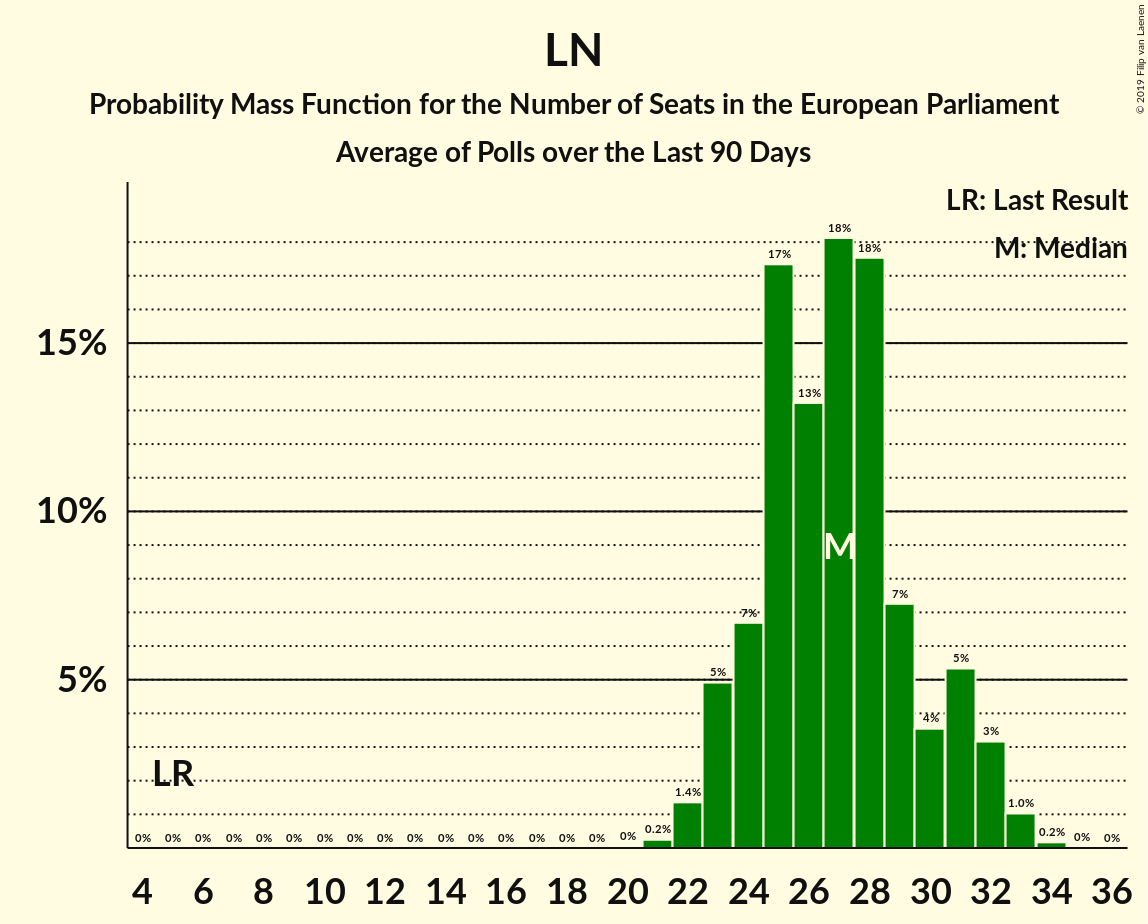 LN
Probability Mass Function for the Number of Seats in the European Parliament
Average of Polls over the Last 90 Days
© 2019 Filip van Laenen
LR: Last Result
M: Median
15%
10%
5%
LR
M
0% 0% 0% 0% 0% 0% 0% 0% 0% 0% 0% 0% 0% 0% 0% 0% 0% 0.2% 1.4% 5% 7% 17% 13% 18% 18% 7% 4% 5% 3% 1.0% 0.2% 0% 0%
4 6 8 10 12 14 16 18 20 22 24 26 28 30 32 34 36